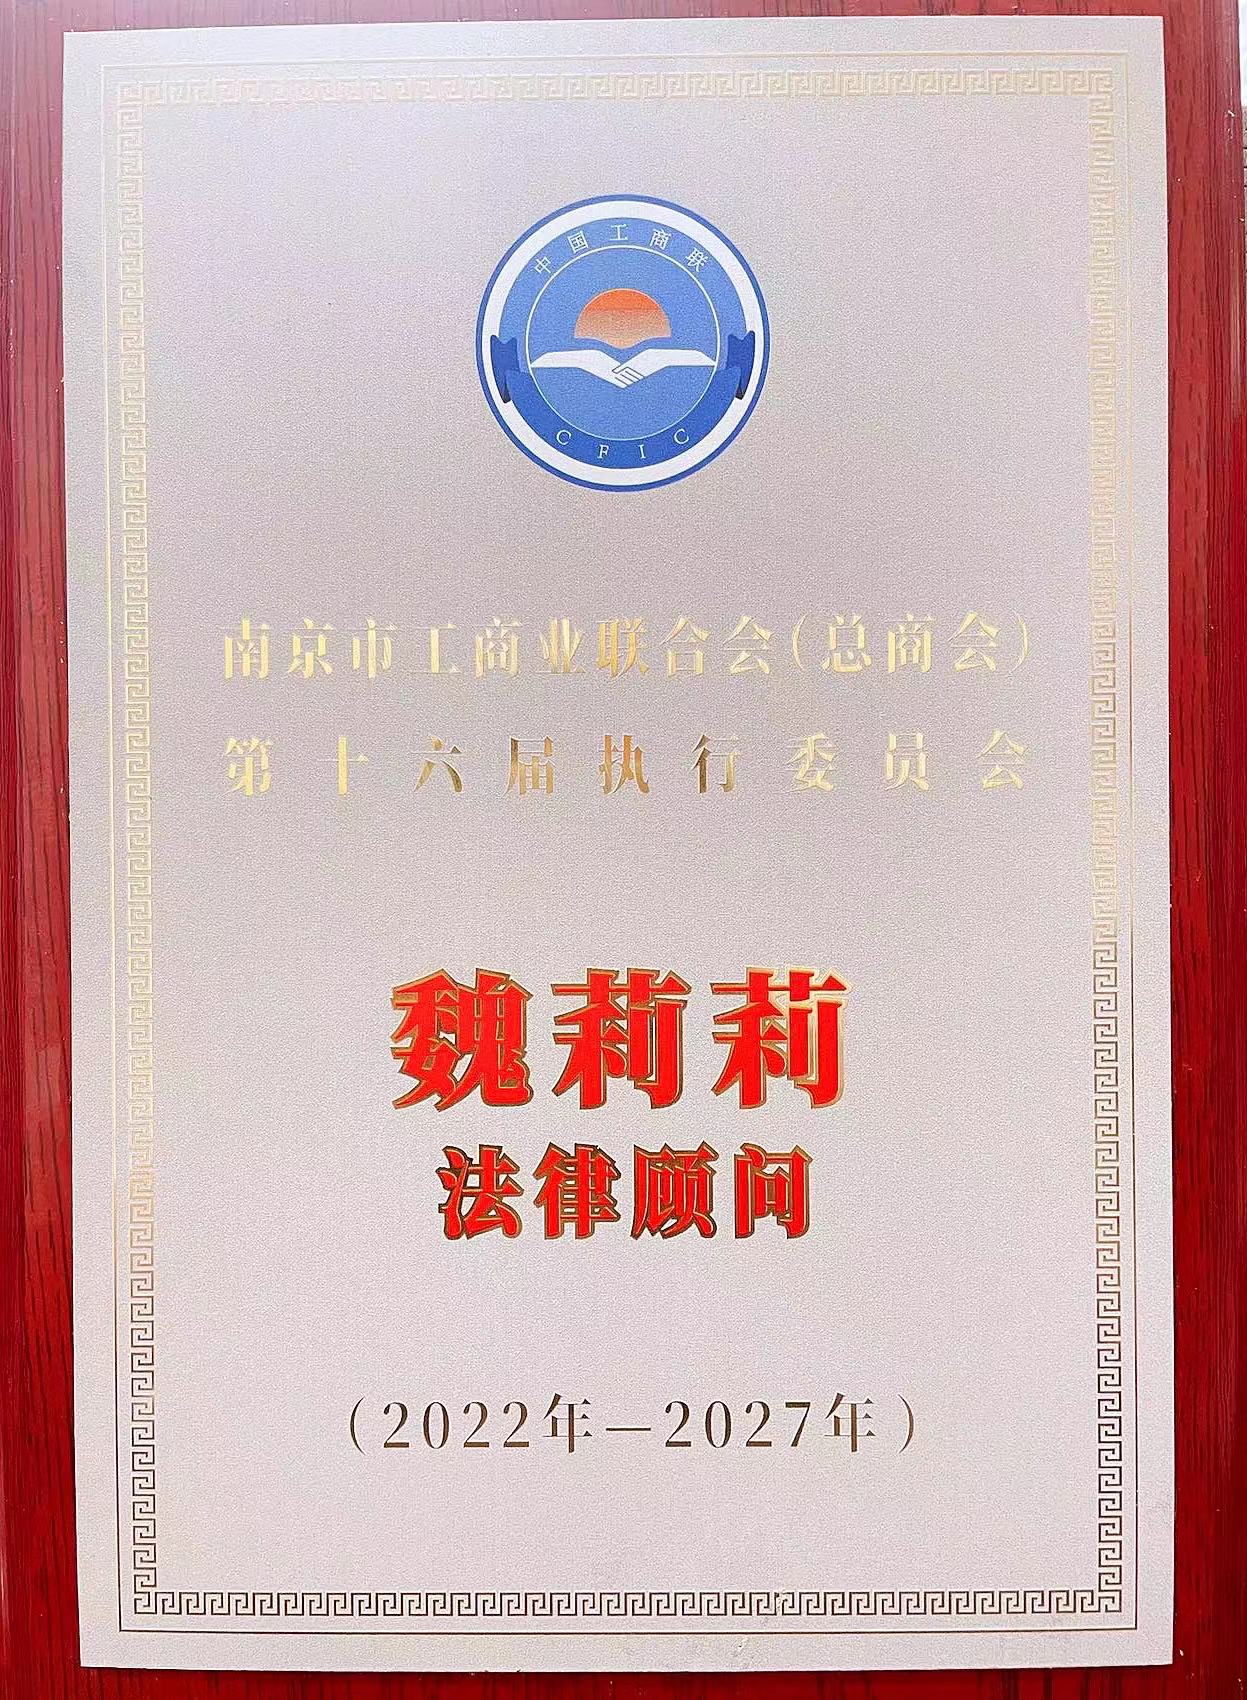 中国工商联
CFIC
南京市工商业联合会(总商会)
第十六届执行委员会
魏莉莉
法律顾问
(2022年—2027年)